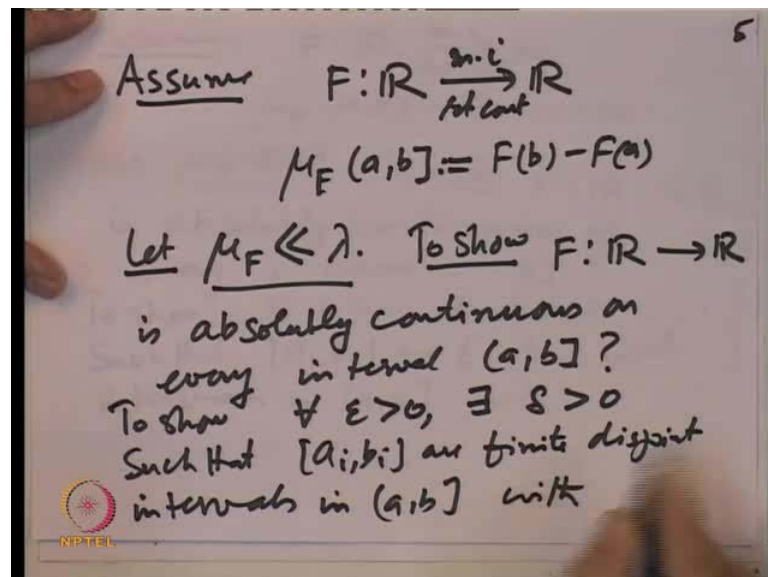 5
Assume F: ℝ m.i ⟶ ℝ
rt cont
μ_F (a,b] := F(b) - F(a)
Let μ_F ≪ λ. To show F: ℝ ⟶ ℝ
is absolutely continuous on
every interval (a,b]?
To show ∀ ε>0, ∃ δ>0
Such that [a_i,b_i] are finite disjoint
intervals in (a,b] with
NPTEL